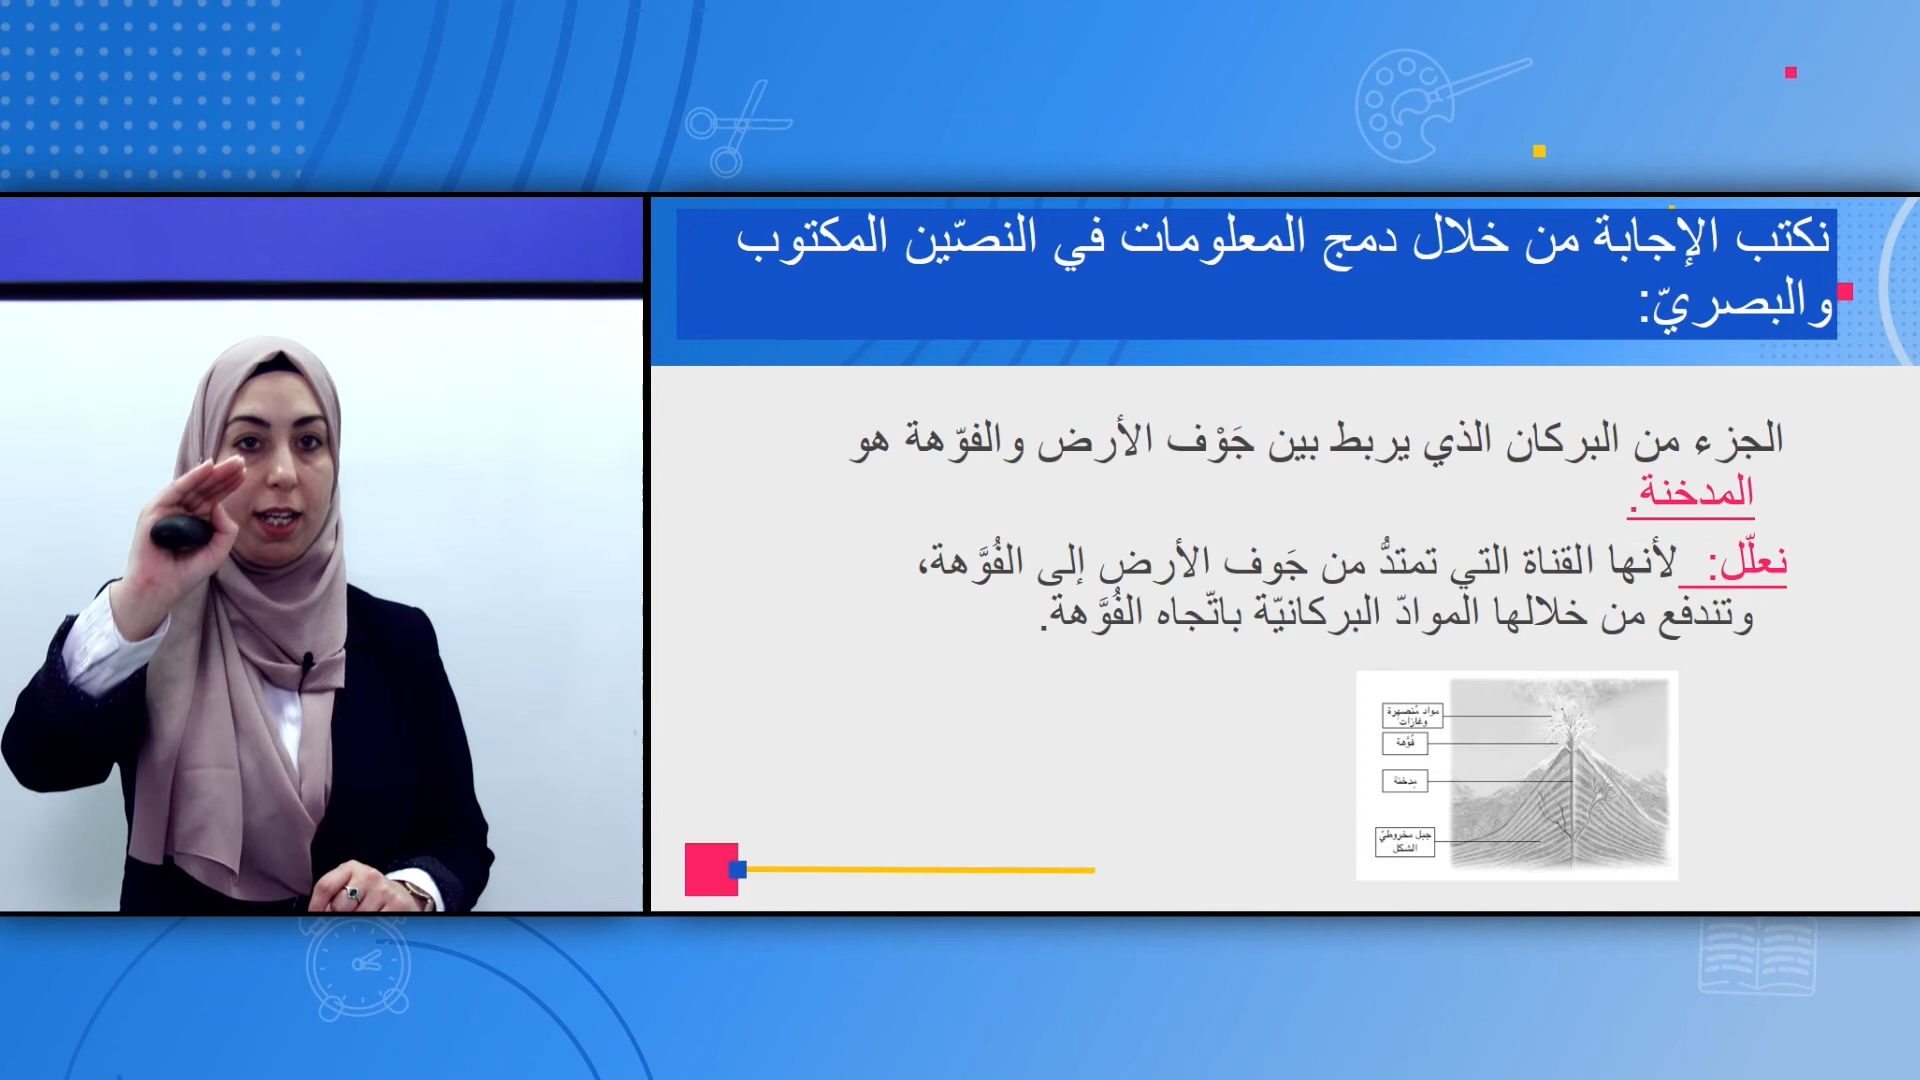 نكتب الإجابة من خلال دمج المعلومات في النصّين المكتوب
والبصريّ:
الجزء من البركان الذي يربط بين جَوْف الأرض والفوّهة هو
المدخنة.
نعلّل: لأنها القناة التي تمتدُّ من جَوف الأرض إلى الفُوَّهة،
وتندفع من خلالها الموادّ البركانيّة باتّجاه الفُوَّهة.
مواد مُنصهرة
وغازات
فُوَّهة
مِدخنة
جبل مخروطيّ
الشكل